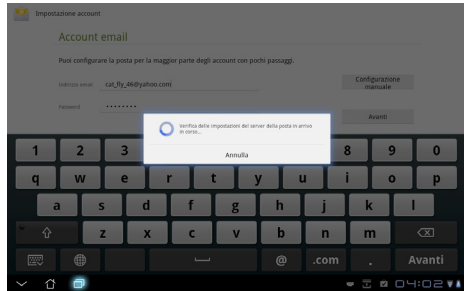 Impostazione account
Account email
Puoi configurare la posta per la maggior parte degli account con pochi passaggi.
Indirizzo email cat_fly_46@yahoo.com
Configurazione
manuale
Password ••••••••
Avanti
Verifica delle impostazioni del server della posta in arrivo
in corso...
Annulla
1 2 3 8 9 0
q w e r t y u i o p
a s d f g h j k l
z x c v b n m
@ .com . Avanti
04:02